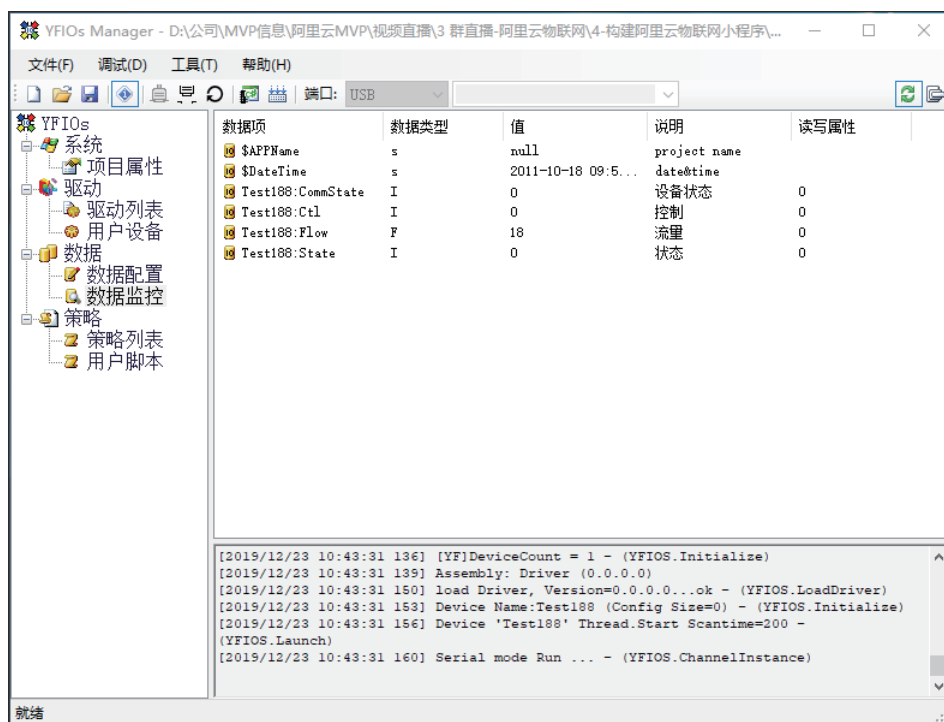 YFIOs Manager - D:\公司\MVP信息\阿里云MVP\视频直播\3 群直播-阿里云物联网\4-构建阿里云物联网小程序\...
文件(F) 调试(D) 工具(T) 帮助(H)
端口: USB
YFIOs
系统
项目属性
驱动
驱动列表
用户设备
数据
数据配置
数据监控
策略
策略列表
用户脚本
数据项 数据类型 值 说明 读写属性
$APPName s null project name
$DateTime s 2011-10-18 09:5... date&time
Test188:CommState I 0 设备状态 0
Test188:Ctl I 0 控制 0
Test188:Flow F 18 流量 0
Test188:State I 0 状态 0
[2019/12/23 10:43:31 136] [YF]DeviceCount = 1 - (YFIOS.Initialize)
[2019/12/23 10:43:31 139] Assembly: Driver (0.0.0.0)
[2019/12/23 10:43:31 150] load Driver, Version=0.0.0.0...ok - (YFIOS.LoadDriver)
[2019/12/23 10:43:31 153] Device Name:Test188 (Config Size=0) - (YFIOS.Initialize)
[2019/12/23 10:43:31 156] Device 'Test188' Thread.Start Scantime=200 -
(YFIOS.Launch)
[2019/12/23 10:43:31 160] Serial mode Run ... - (YFIOS.ChannelInstance)
就绪